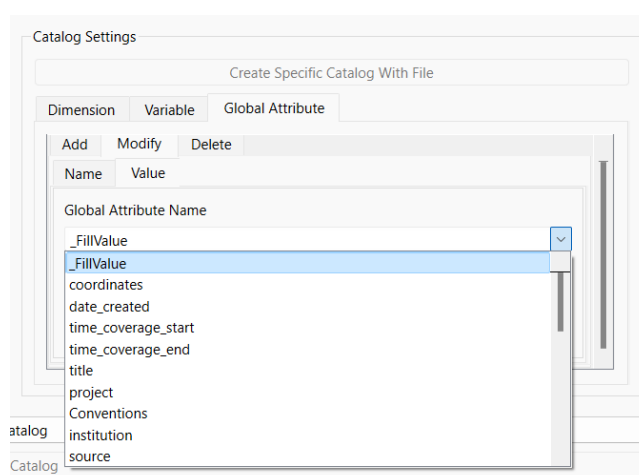 Catalog Settings
Create Specific Catalog With File
Dimension Variable Global Attribute
Add Modify Delete
Name Value
Global Attribute Name
_FillValue
_FillValue
coordinates
date_created
time_coverage_start
time_coverage_end
title
project
Conventions
institution
source
atalog
Catalog